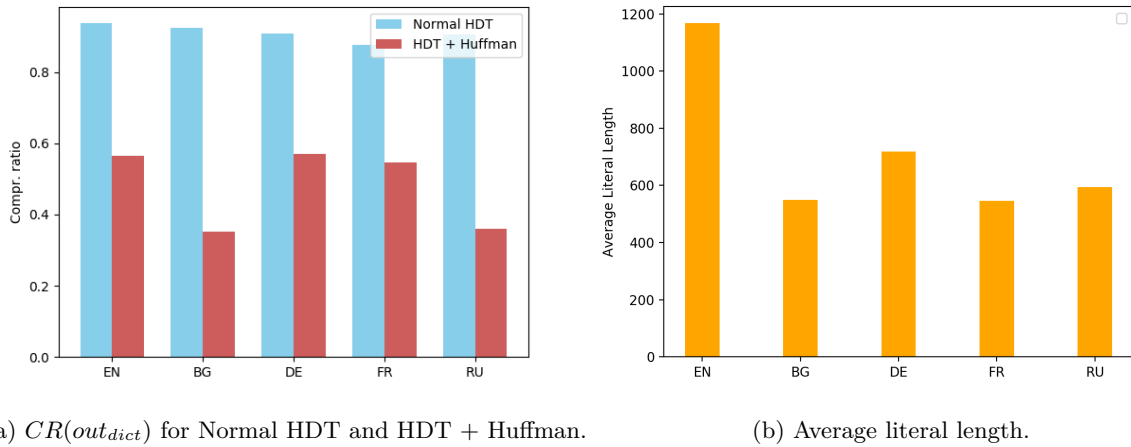 Normal HDT
HDT + Huffman
Compr. ratio
0.8
0.6
0.4
0.2
0.0
EN BG DE FR RU
a) CR(out_dict) for Normal HDT and HDT + Huffman.
Average Literal Length
1200
1000
800
600
400
200
0
EN BG DE FR RU
(b) Average literal length.